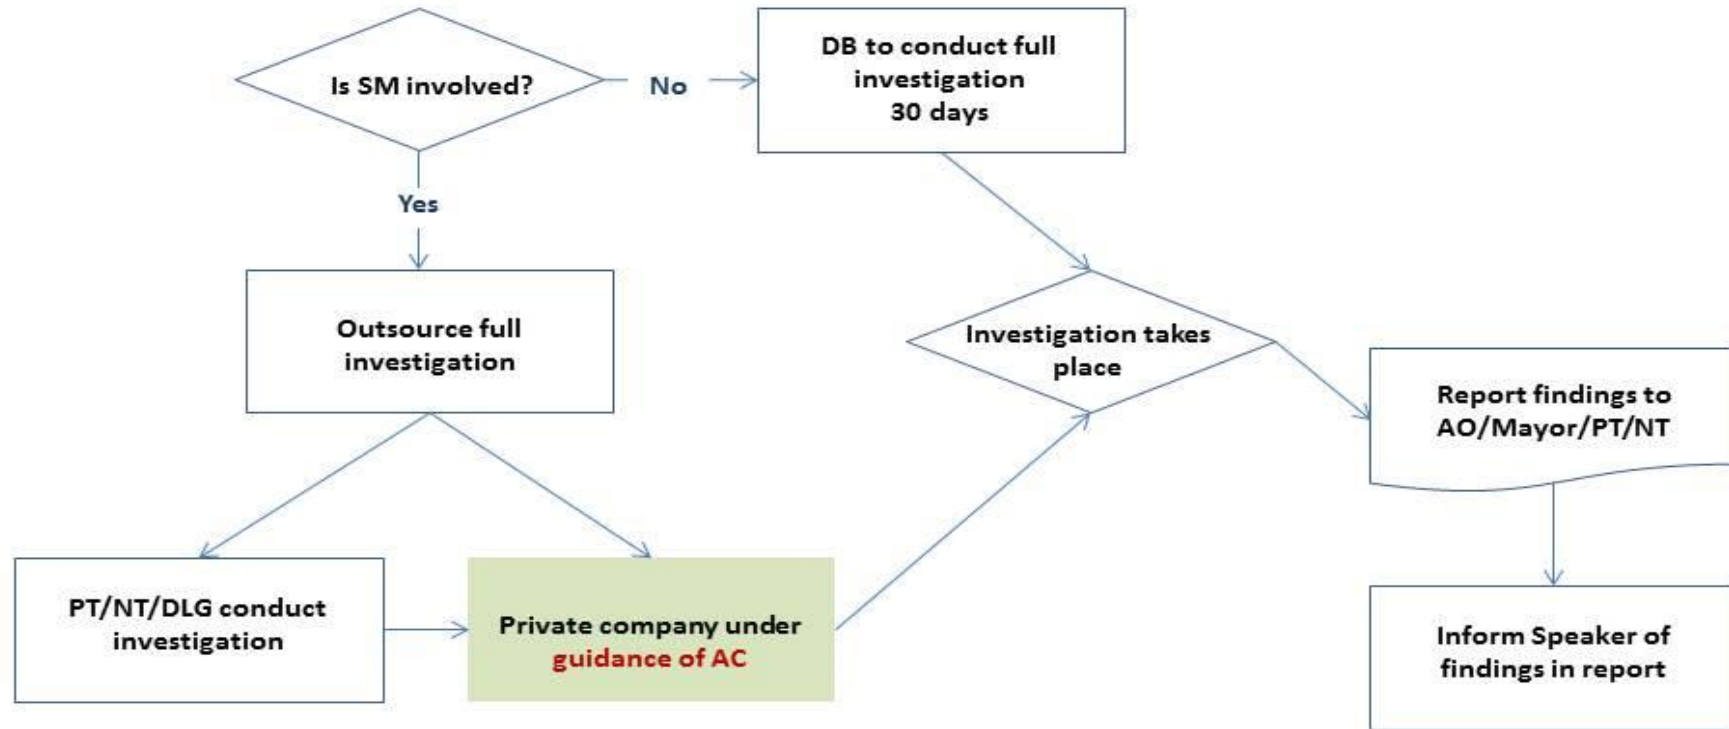 Is SM involved?
No
DB to conduct full
investigation
30 days
Yes
Outsource full
investigation
Investigation takes
place
Report findings to
AO/Mayor/PT/NT
PT/NT/DLG conduct
investigation
Private company under
guidance of AC
Inform Speaker of
findings in report